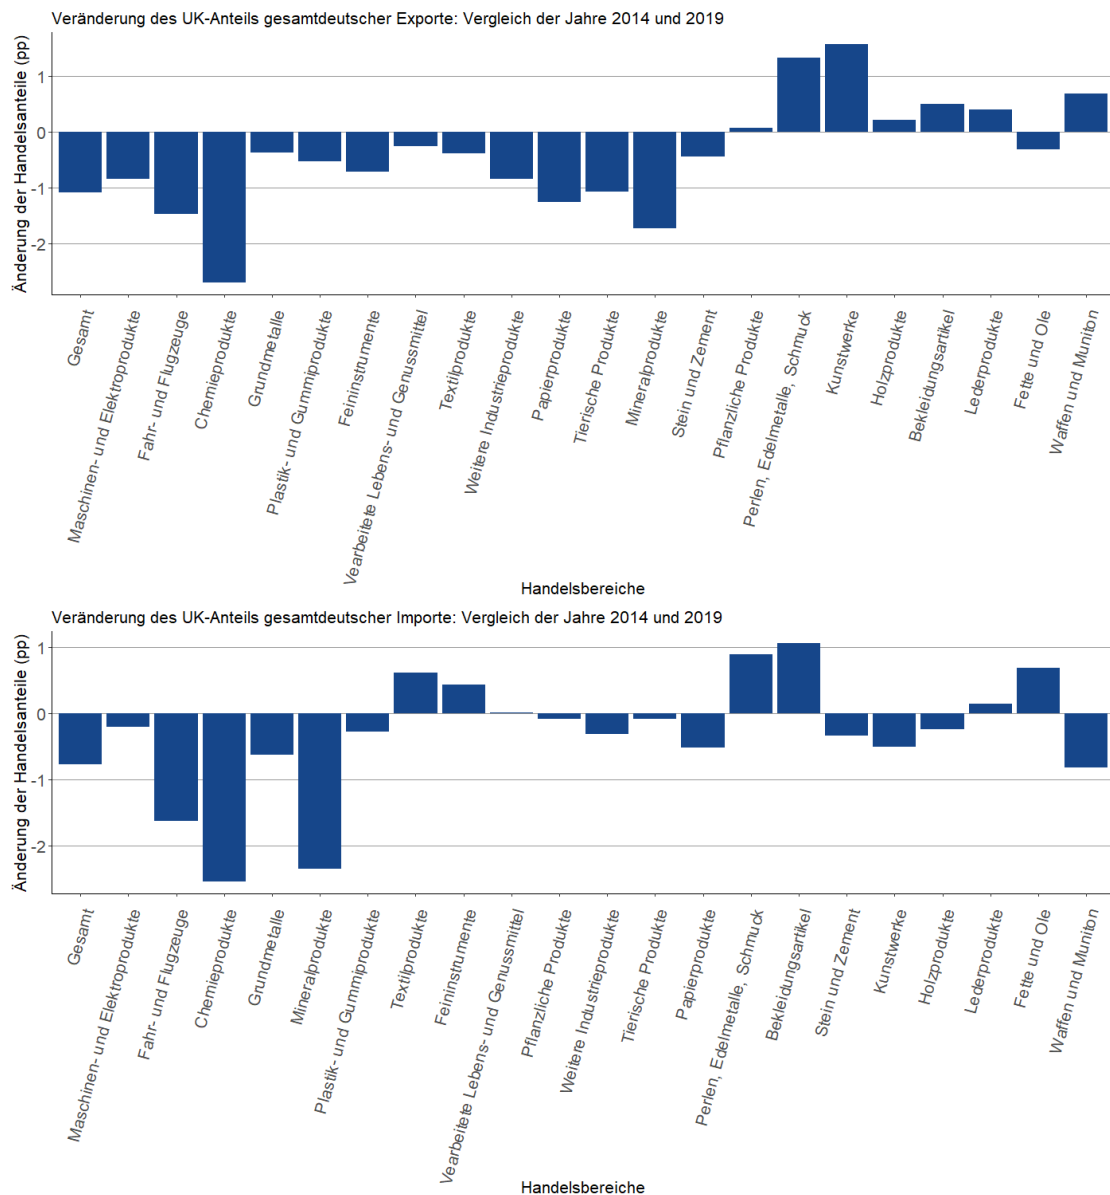 Veränderung des UK-Anteils gesamtdeutscher Exporte: Vergleich der Jahre 2014 und 2019
Änderung der Handelsanteile (pp)
1
0
-1
-2
Gesamt
Maschinen- und Elektroprodukte
Fahr- und Flugzeuge
Chemieprodukte
Grundmetalle
Plastik- und Gummiprodukte
Feininstrumente
Vearbeitete Lebens- und Genussmittel
Textilprodukte
Weitere Industrieprodukte
Papierprodukte
Tierische Produkte
Mineralprodukte
Stein und Zement
Pflanzliche Produkte
Perlen, Edelmetalle, Schmuck
Kunstwerke
Holzprodukte
Bekleidungsartikel
Lederprodukte
Fette und Ole
Waffen und Muniton
Handelsbereiche
Veränderung des UK-Anteils gesamtdeutscher Importe: Vergleich der Jahre 2014 und 2019
Änderung der Handelsanteile (pp)
1
0
-1
-2
Gesamt
Maschinen- und Elektroprodukte
Fahr- und Flugzeuge
Chemieprodukte
Grundmetalle
Mineralprodukte
Plastik- und Gummiprodukte
Textilprodukte
Feininstrumente
Vearbeitete Lebens- und Genussmittel
Pflanzliche Produkte
Weitere Industrieprodukte
Tierische Produkte
Papierprodukte
Perlen, Edelmetalle, Schmuck
Bekleidungsartikel
Stein und Zement
Kunstwerke
Holzprodukte
Lederprodukte
Fette und Ole
Waffen und Muniton
Handelsbereiche